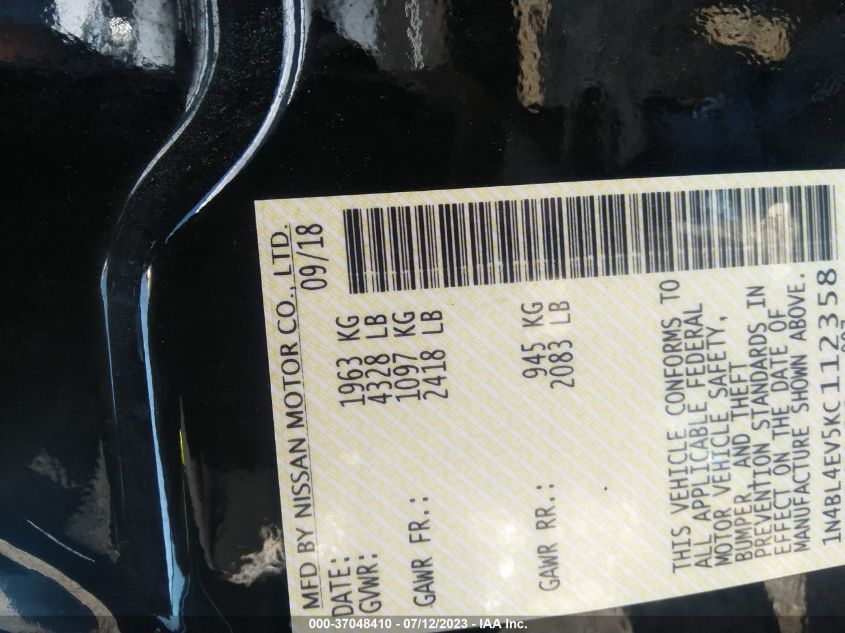 MFD BY NISSAN MOTOR CO., LTD.
DATE: 09/18
GVWR: 1963 KG
4328 LB
GAWR FR.: 1097 KG
2418 LB
GAWR RR.: 945 KG
2083 LB
THIS VEHICLE CONFORMS TO
ALL APPLICABLE FEDERAL
MOTOR VEHICLE SAFETY,
BUMPER, AND THEFT
PREVENTION STANDARDS IN
EFFECT ON THE DATE OF
MANUFACTURE SHOWN ABOVE.
1N4BL4EV5KC112358
000-37048410 - 07/12/2023 - IAA Inc.